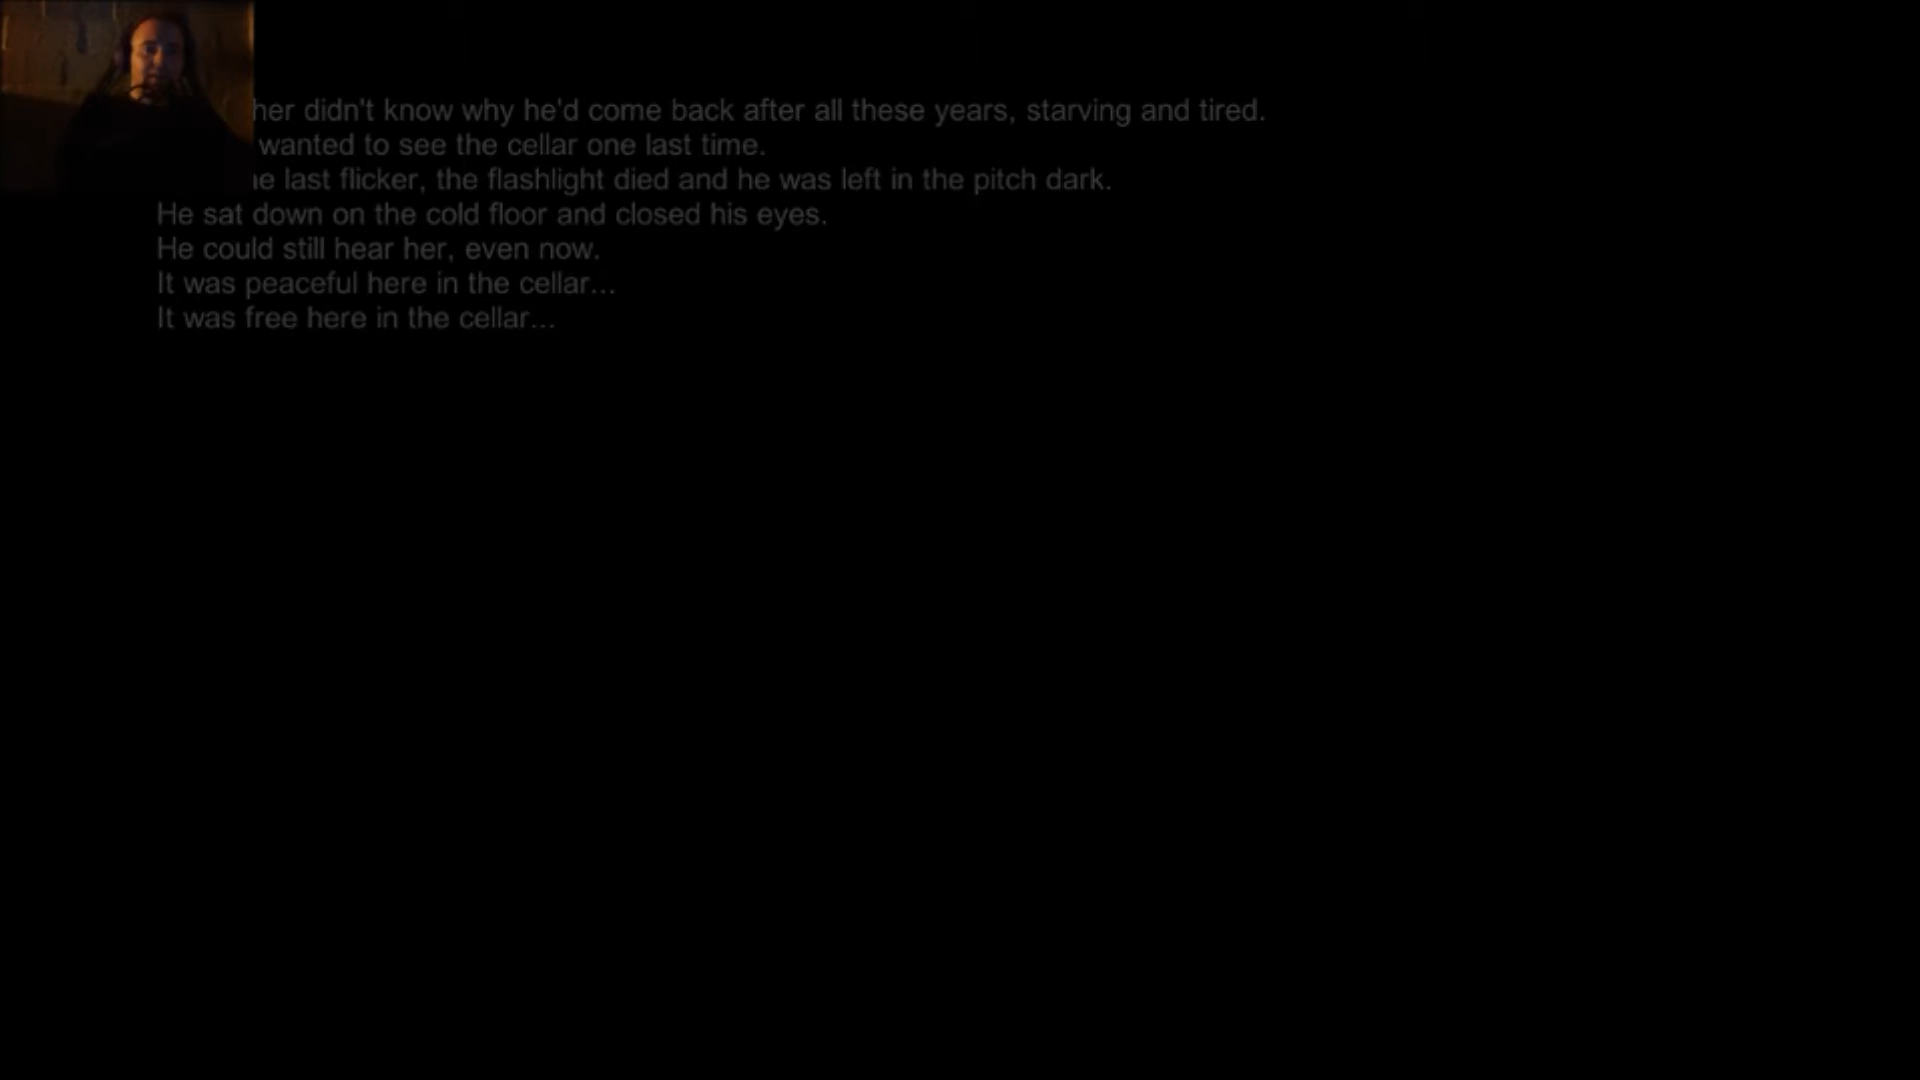 her didn't know why he'd come back after all these years, starving and tired.
wanted to see the cellar one last time.
e last flicker, the flashlight died and he was left in the pitch dark.
He sat down on the cold floor and closed his eyes.
He could still hear her, even now.
It was peaceful here in the cellar...
It was free here in the cellar...